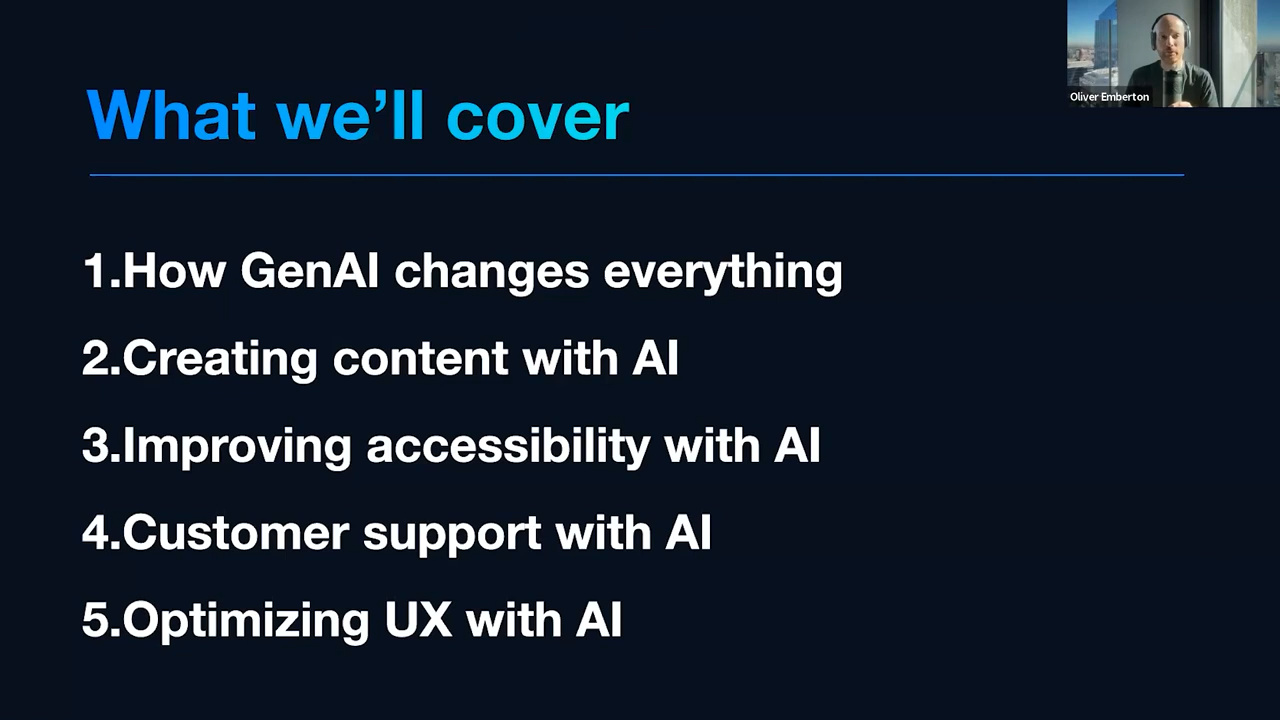 What we’ll cover
Oliver Emberton
1.How GenAI changes everything
2.Creating content with AI
3.Improving accessibility with AI
4.Customer support with AI
5.Optimizing UX with AI